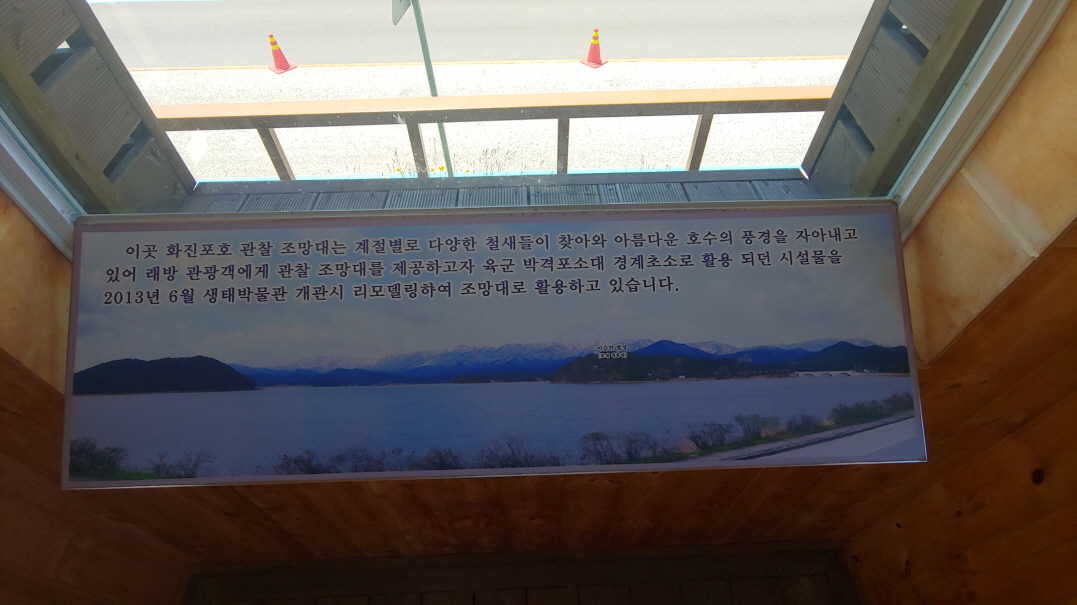 이곳 화진포호 관찰 조망대는 계절별로 다양한 철새들이 찾아와 아름다운 호수의 풍경을 자아내고
있어 래방 관광객에게 관찰 조망대를 제공하고자 육군 박격포소대 경계초소로 활용 되던 시설물을
2013년 6월 생태박물관 개관시 리모델링하여 조망대로 활용하고 있습니다.